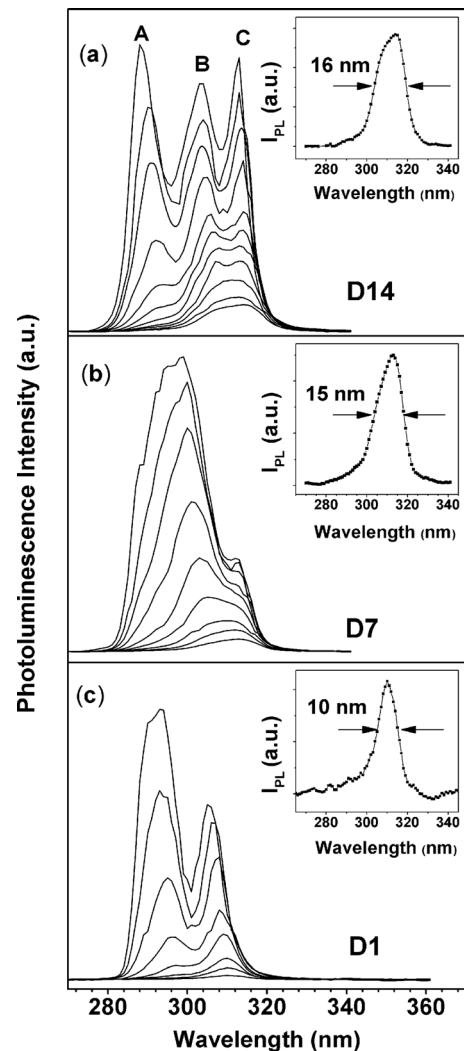 Photoluminescence Intensity (a.u.)
(a)
A
B
C
D14
I_PL (a.u.)
16 nm
280 300 320 340
Wavelength (nm)
(b)
D7
I_PL (a.u.)
15 nm
280 300 320 340
Wavelength (nm)
(c)
D1
I_PL (a.u.)
10 nm
280 300 320 340
Wavelength (nm)
280 300 320 340 360
Wavelength (nm)